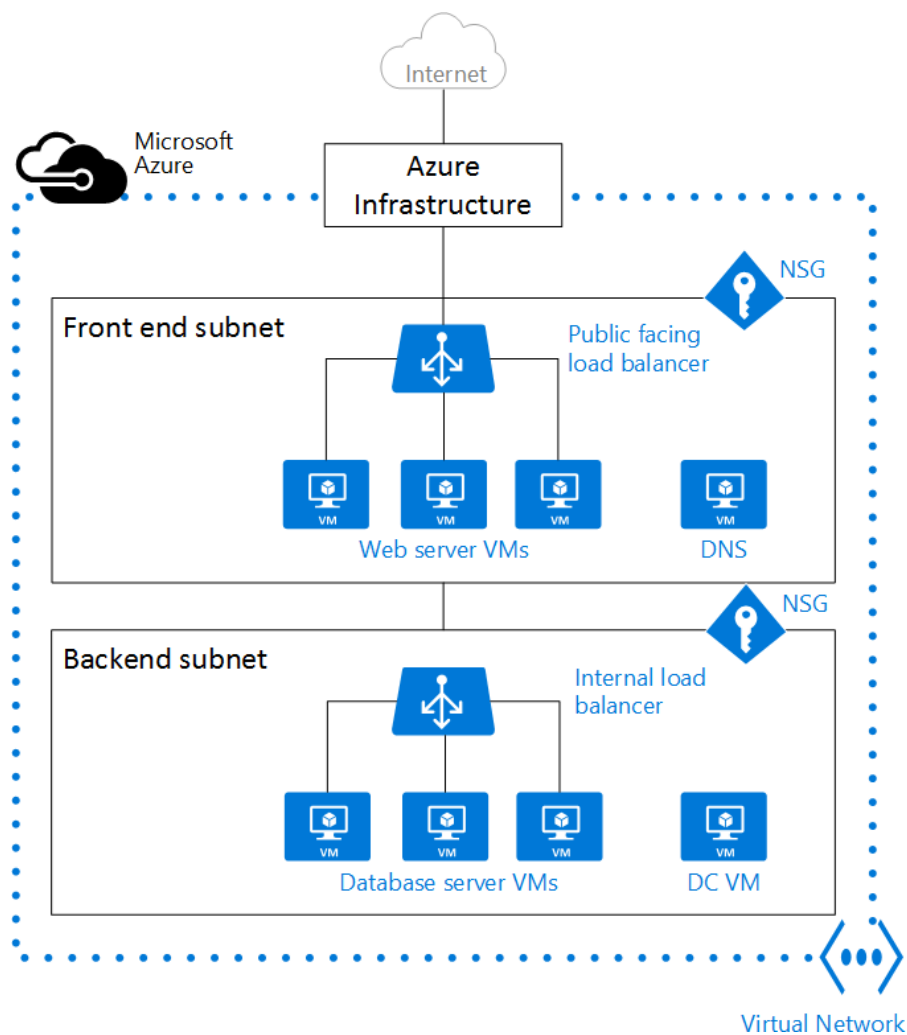 Internet
Microsoft
Azure
Azure
Infrastructure
NSG
Front end subnet
Public facing
load balancer
VM
VM
VM
VM
Web server VMs
DNS
NSG
Backend subnet
Internal load
balancer
VM
VM
VM
VM
Database server VMs
DC VM
Virtual Network